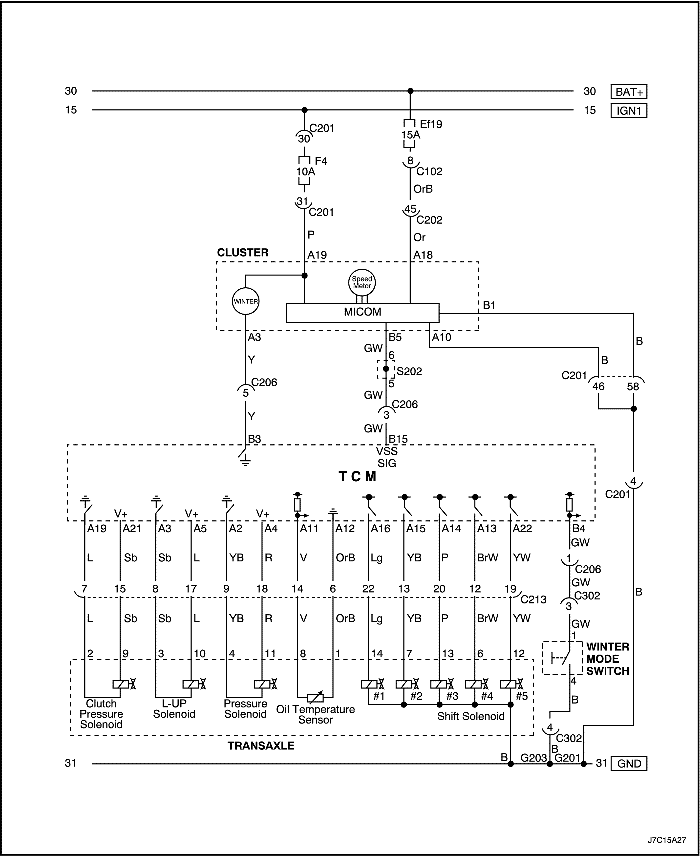 30 30 BAT+
15 15 IGN1
C201 Ef19
30 15A
F4 8
10A C102
OrB
31 45
C201 C202
P Or
CLUSTER A19 A18
Speed
Meter
WINTER
MICOM B1
A3 B5 A10
GW B
Y 6 B
S202
5 C201
C206 GW C206 46 58
5 3
Y GW
B3 B15
VSS
SIG
TCM 4
C201
V+ V+ V+
A19 A21 A3 A5 A2 A4 A11 A12 A16 A15 A14 A13 A22 B4
GW
L Sb Sb L YB R V OrB Lg YB P BrW YW 1
C206
GW
7 15 8 17 9 18 14 6 22 13 20 12 19 C302
C213 3 B
L Sb Sb L YB R V OrB Lg YB P BrW YW GW
1
2 9 3 10 4 11 8 1 14 7 13 6 12 WINTER
MODE
SWITCH
4
#1 #2 #3 #4 #5 B
Clutch
Pressure
Solenoid
L-UP
Solenoid
Pressure
Solenoid
Oil Temperature
Sensor
Shift Solenoid
4
C302
TRANSAXLE
B B
31 G203 G201 31 GND
J7C15A27